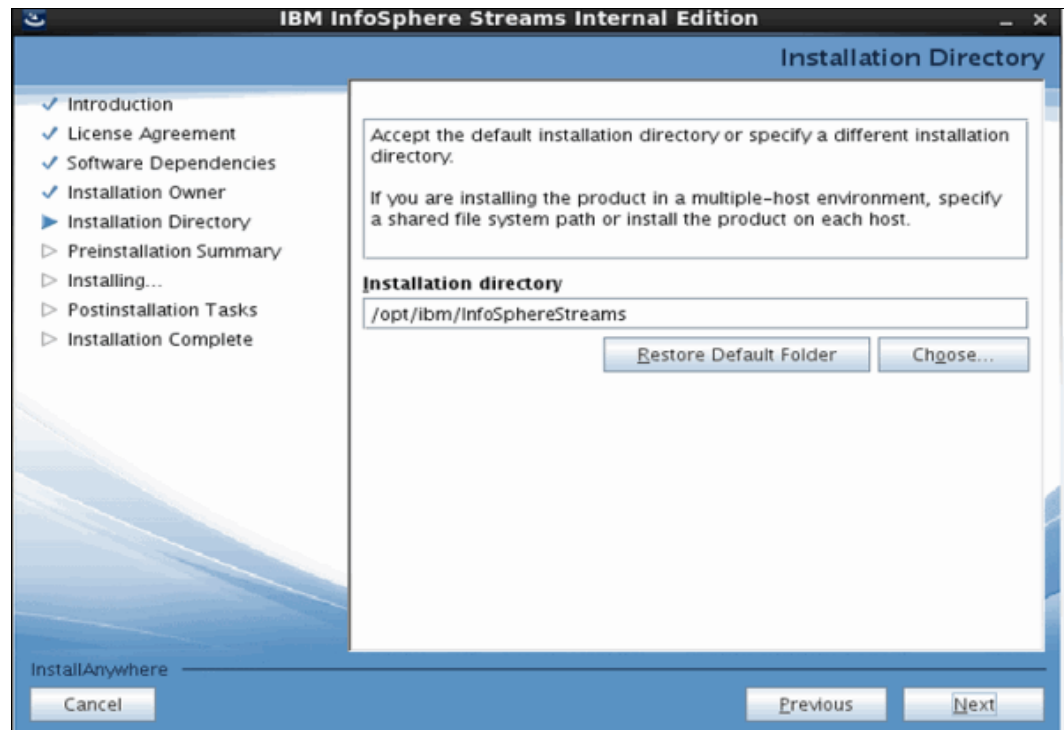 IBM InfoSphere Streams Internal Edition
Installation Directory
Introduction
License Agreement
Software Dependencies
Installation Owner
Installation Directory
Preinstallation Summary
Installing...
Postinstallation Tasks
Installation Complete
Accept the default installation directory or specify a different installation
directory.
If you are installing the product in a multiple-host environment, specify
a shared file system path or install the product on each host.
Installation directory
/opt/ibm/InfoSphereStreams
Restore Default Folder
Choose...
InstallAnywhere
Cancel
Previous
Next